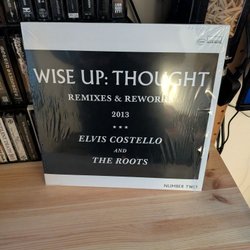 WISE UP: THOUGHT
REMIXES & REWORKS
2013
***
ELVIS COSTELLO
AND
THE ROOTS
NUMBER TWO